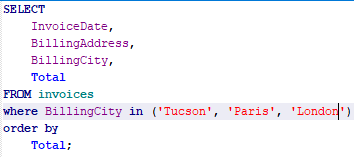 SELECT
InvoiceDate,
BillingAddress,
BillingCity,
Total
FROM invoices
where BillingCity in ('Tucson', 'Paris', 'London')
order by
Total;